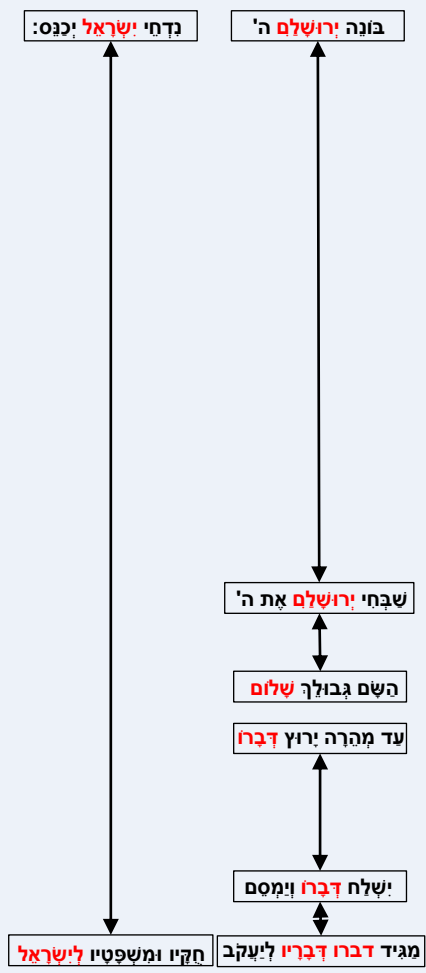 בּוֹנֵה יְרוּשָׁלִַם ה'
נִדְחֵי יִשְׂרָאֵל יְכַנֵּס:
שַׁבְּחִי יְרוּשָׁלִַם אֶת ה'
הַשָּׂם גְּבוּלֵךְ שָׁלוֹם
עַד מְהֵרָה יָרוּץ דְּבָרוֹ
יִשְׁלַח דְּבָרוֹ וְיַמְסֵם
מַגִּיד דברו דְּבָרָיו לְיַעֲקֹב
חֻקָּיו וּמִשְׁפָּטָיו לְיִשְׂרָאֵל